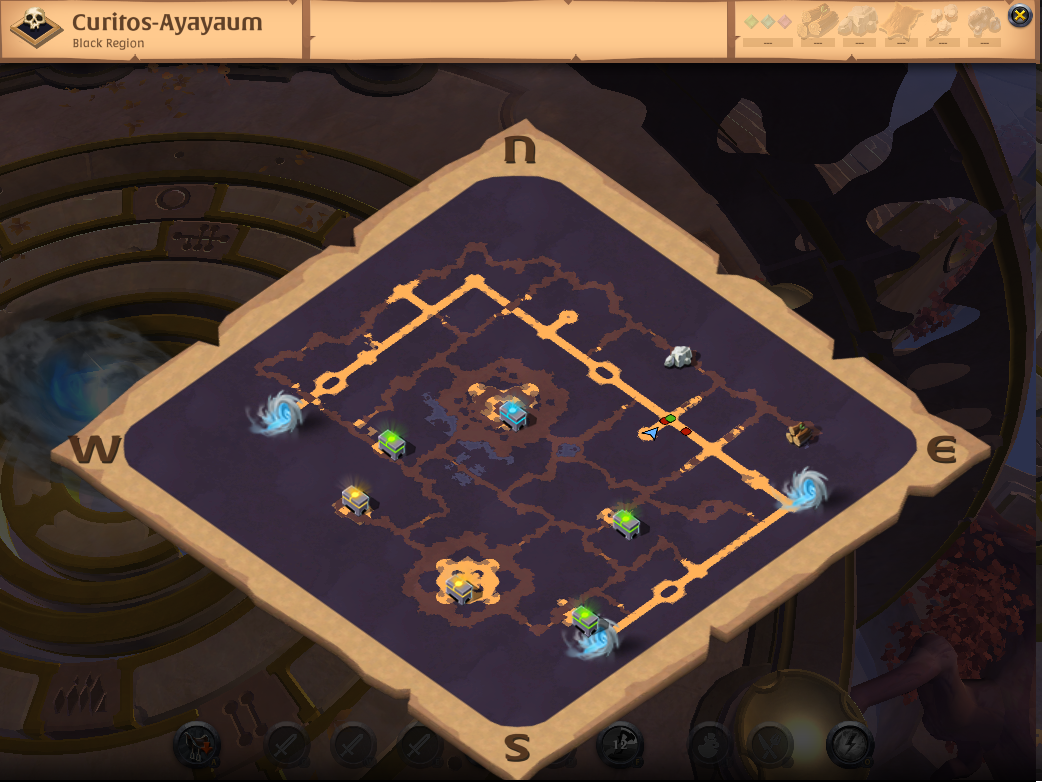 Curitos-Ayayaum
Black Region
-- -- -- -- -- --
N
W
E
S
12